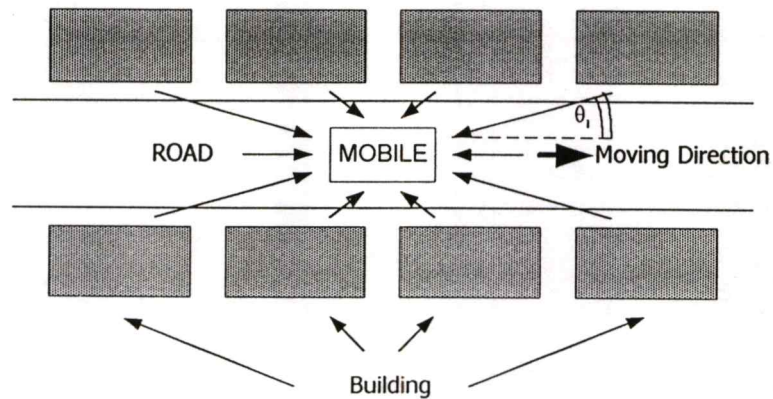 θ₁
ROAD
MOBILE
Moving Direction
Building